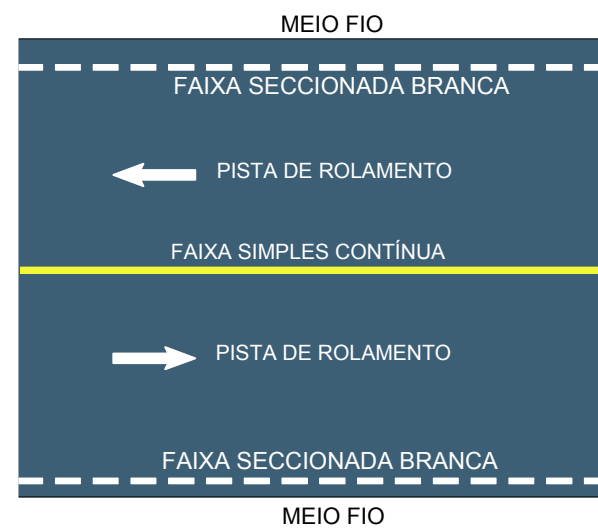 MEIO FIO
FAIXA SECCIONADA BRANCA
PISTA DE ROLAMENTO
FAIXA SIMPLES CONTÍNUA
PISTA DE ROLAMENTO
FAIXA SECCIONADA BRANCA
MEIO FIO